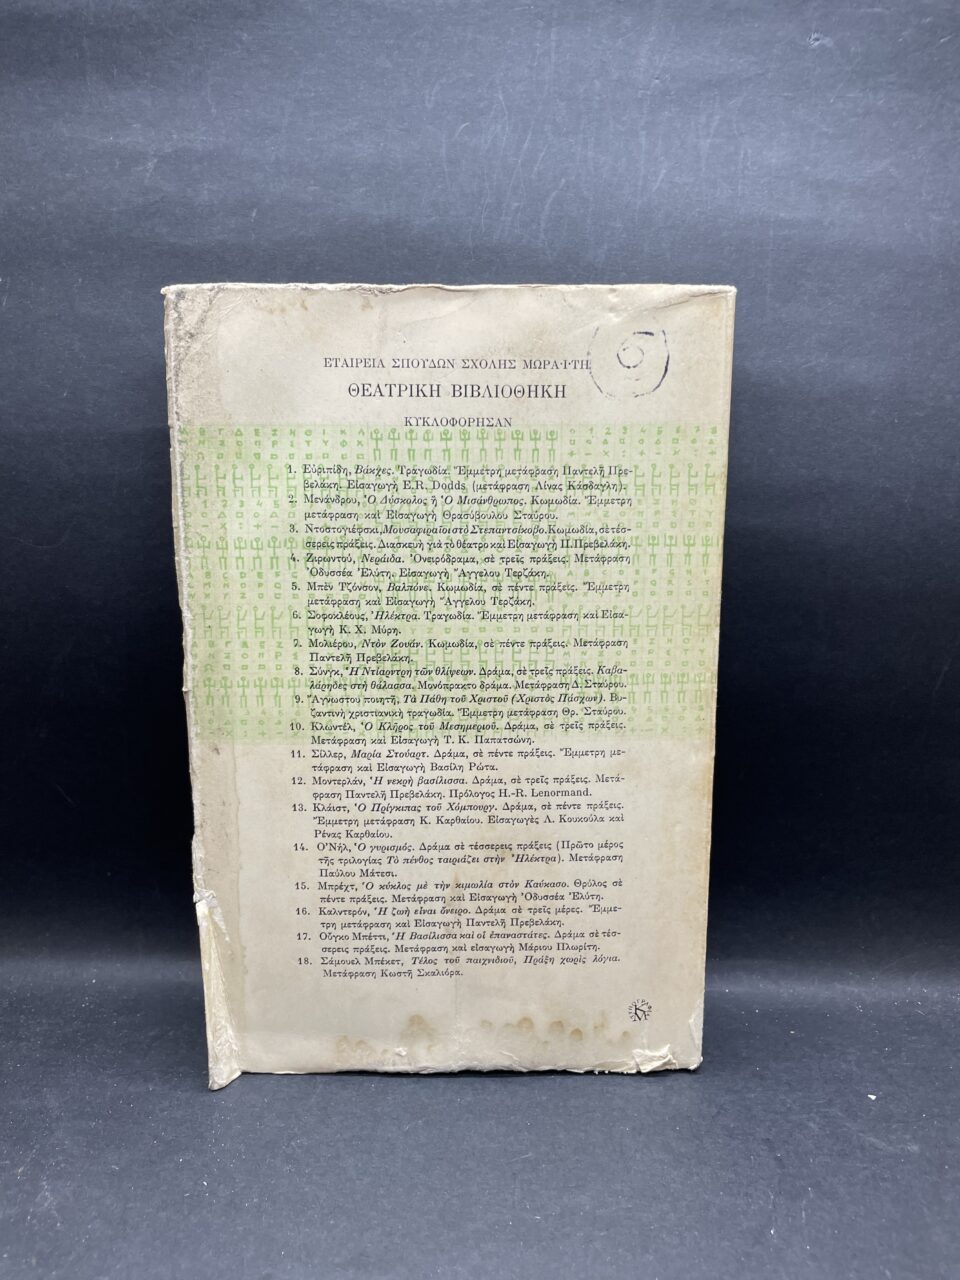 ΕΤΑΙΡΕΙΑ ΣΠΟΥΔΩΝ ΣΧΟΛΗΣ ΜΩΡΑ·Ι·ΤΗ
ΘΕΑΤΡΙΚΗ ΒΙΒΛΙΟΘΗΚΗ
ΚΥΚΛΟΦΟΡΗΣΑΝ
1. Εὐριπίδη, Βάκχες. Τραγωδία. Ἔμμετρη μετάφραση Παντελῆ Πρε-
βελάκη. Εἰσαγωγὴ E.R. Dodds (μετάφραση Λίνας Κάσδαγλη).
2. Μενάνδρου, Ὁ Δύσκολος ἢ Ὁ Μισάνθρωπος. Κωμωδία. Ἔμμετρη
μετάφραση καὶ Εἰσαγωγὴ Θρασύβουλου Σταύρου.
3. Ντοστογιέφσκι, Μουσαφιραῖοι στὸ Στεπαντσίκοβο. Κωμωδία, σὲ τέσ-
σερεις πράξεις. Διασκευὴ γιὰ τὸ θέατρο καὶ Εἰσαγωγὴ Π. Πρεβελάκη.
4. Ζιρωντού, Νεράιδα. Ὀνειρόδραμα, σὲ τρεῖς πράξεις. Μετάφραση
Ὀδυσσέα Ἐλύτη. Εἰσαγωγὴ Ἄγγελου Τερζάκη.
5. Μπὲν Τζόνσον, Βαλπόνε. Κωμωδία, σὲ πέντε πράξεις. Ἔμμετρη
μετάφραση καὶ Εἰσαγωγὴ Ἄγγελου Τερζάκη.
6. Σοφοκλέους, Ἠλέκτρα. Τραγωδία. Ἔμμετρη μετάφραση καὶ Εἰσα-
γωγὴ Κ. Χ. Μύρη.
7. Μολιέρου, Ντὸν Ζουάν. Κωμωδία, σὲ πέντε πράξεις. Μετάφραση
Παντελῆ Πρεβελάκη.
8. Σύνγκ, Ἡ Ντίαρντρη τῶν θλίψεων. Δράμα, σὲ τρεῖς πράξεις. Καβα-
λάρηδες στὴ θάλασσα. Μονόπρακτο δράμα. Μετάφραση Δ. Σταύρου.
9. Ἄγνωστου ποιητῆ, Τὰ Πάθη τοῦ Χριστοῦ (Χριστὸς Πάσχων). Βυ-
ζαντινὴ χριστιανικὴ τραγωδία. Ἔμμετρη μετάφραση Θρ. Σταύρου.
10. Κλωντέλ, Ὁ Κλῆρος τοῦ Μεσημεριοῦ. Δράμα, σὲ τρεῖς πράξεις.
Μετάφραση καὶ Εἰσαγωγὴ Τ. Κ. Παπατσώνη.
11. Σίλλερ, Μαρία Στούαρτ. Δράμα, σὲ πέντε πράξεις. Ἔμμετρη με-
τάφραση καὶ Εἰσαγωγὴ Βασίλη Ρώτα.
12. Μοντερλάν, Ἡ νεκρὴ βασίλισσα. Δράμα, σὲ τρεῖς πράξεις. Μετά-
φραση Παντελῆ Πρεβελάκη. Πρόλογος H.-R. Lenormand.
13. Κλάιστ, Ὁ Πρίγκιπας τοῦ Χόμπουργ. Δράμα, σὲ πέντε πράξεις.
Ἔμμετρη μετάφραση Κ. Καρθαίου. Εἰσαγωγὲς Λ. Κουκούλα καὶ
Ρένας Καρθαίου.
14. Ο'Νήλ, Ὁ γυρισμός. Δράμα σὲ τέσσερεις πράξεις (Πρῶτο μέρος
τῆς τριλογίας Τὸ πένθος ταιριάζει στὴν Ἠλέκτρα). Μετάφραση
Παύλου Μάτεσι.
15. Μπρέχτ, Ὁ κύκλος μὲ τὴν κιμωλία στὸν Καύκασο. Θρύλος σὲ
πέντε πράξεις. Μετάφραση καὶ Εἰσαγωγὴ Ὀδυσσέα Ἐλύτη.
16. Καλντερόν, Ἡ ζωὴ εἶναι ὄνειρο. Δράμα σὲ τρεῖς μέρες. Ἔμμε-
τρη μετάφραση καὶ Εἰσαγωγὴ Παντελῆ Πρεβελάκη.
17. Οὖγκο Μπέττι, Ἡ Βασίλισσα καὶ οἱ ἐπαναστάτες. Δράμα σὲ τέσ-
σερεις πράξεις. Μετάφραση καὶ εἰσαγωγὴ Μάριου Πλωρίτη.
18. Σάμουελ Μπέκετ, Τέλος τοῦ παιχνιδιοῦ, Πράξη χωρὶς λόγια.
Μετάφραση Κωστῆ Σκαλιόρα.